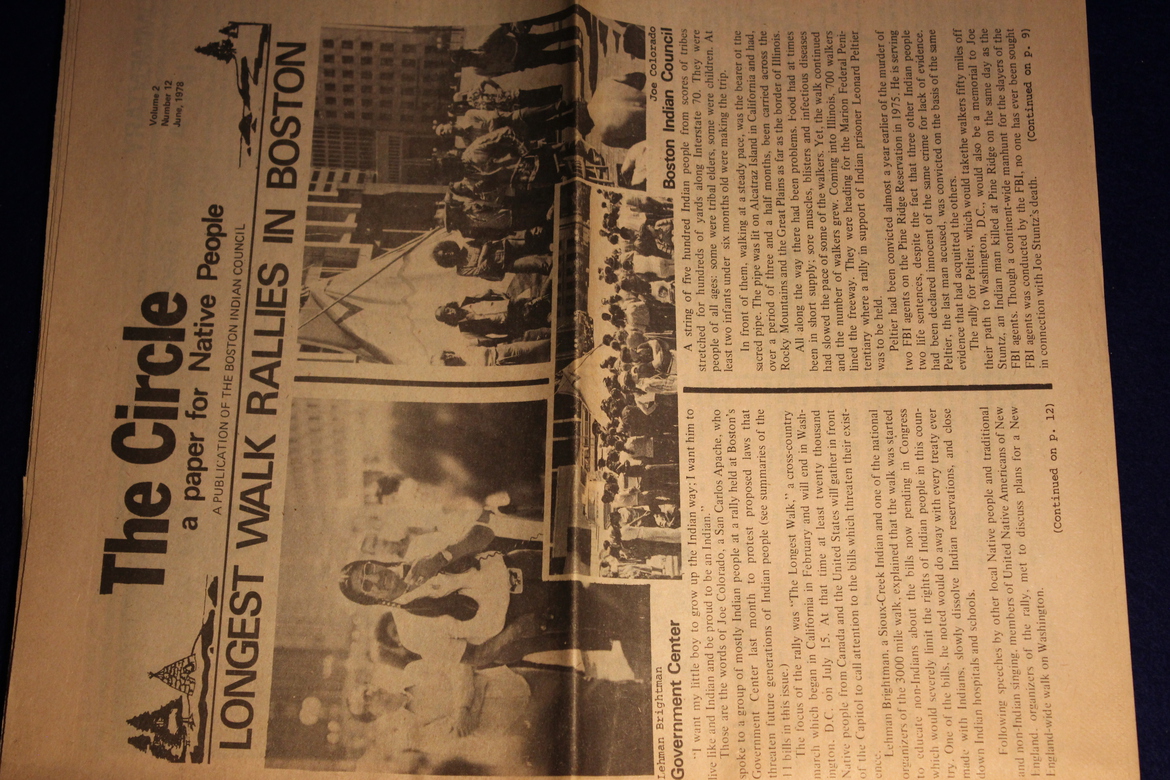 The Circle
a paper for Native People
A PUBLICATION OF THE BOSTON INDIAN COUNCIL
Volume 2
Number 12
June, 1978
LONGEST WALK RALLIES IN BOSTON
Lehman Brightman
Government Center
"I want my little boy to grow up the Indian way; I want him to
live like and Indian and be proud to be an Indian."
Those are the words of Joe Colorado, a San Carlos Apache, who
spoke to a group of mostly Indian people at a rally held at Boston's
Government Center last month to protest proposed laws that
threaten future generations of Indian people (see summaries of the
11 bills in this issue.)
The focus of the rally was "The Longest Walk," a cross-country
march which began in California in February and will end in Wash-
ington, D.C. on July 15. At that time at least twenty thousand
Native people from Canada and the United States will gather in front
of the Capitol to call attention to the bills which threaten their exist-
ence.
Lehman Brightman, a Sioux-Creek Indian and one of the national
organizers of the 3000 mile walk, explained that the walk was started
to educate non-Indians about the bills now pending in Congress
which would severely limit the rights of Indian people in this coun-
try. One of the bills, he noted would do away with every treaty ever
made with Indians, slowly dissolve Indian reservations, and close
down Indian hospitals and schools.
Following speeches by other local Native people and traditional
and non-Indian singing, members of United Native Americans of New
England, organizers of the rally, met to discuss plans for a New
England-wide walk on Washington.
(Continued on p. 12)
Joe Colorado
Boston Indian Council
A string of five hundred Indian people from scores of tribes
stretched for hundreds of yards along Interstate 70. They were
people of all ages: some were tribal elders, some were children. At
least two infants under six months old were making the trip.
In front of them, walking at a steady pace, was the bearer of the
sacred pipe. The pipe was lit on Alcatraz Island in California and had,
over a period of three and a half months, been carried across the
Rocky Mountains and the Great Plains as far as the border of Illinois.
All along the way there had been problems. Food had at times
been in short supply; sore muscles, blisters and infectious diseases
had slowed the pace of some of the walkers. Yet, the walk continued
and the number of walkers grew. Coming into Illinois, 700 walkers
lined the freeway. They were heading for the Marion Federal Peni-
tentiary where a rally in support of Indian prisoner Leonard Peltier
was to be held.
Peltier had been convicted almost a year earlier of the murder of
two FBI agents on the Pine Ridge Reservation in 1975. He is serving
two life sentences, despite the fact that three other Indian people
had been declared innocent of the same crime for lack of evidence.
Peltier, the last man accused, was convicted on the basis of the same
evidence that had acquitted the others.
The rally for Peltier, which would takethe walkers fifty miles off
their path to Washington, D.C., would also be a memorial to Joe
Stuntz, an Indian man killed at Pine Ridge on the same day as the
FBI agents. Though a continent-wide manhunt for the slayers of the
FBI agents was conducted by the FBI, no one has ever been sought
in connection with Joe Stuntz's death.
(Continued on p. 9)